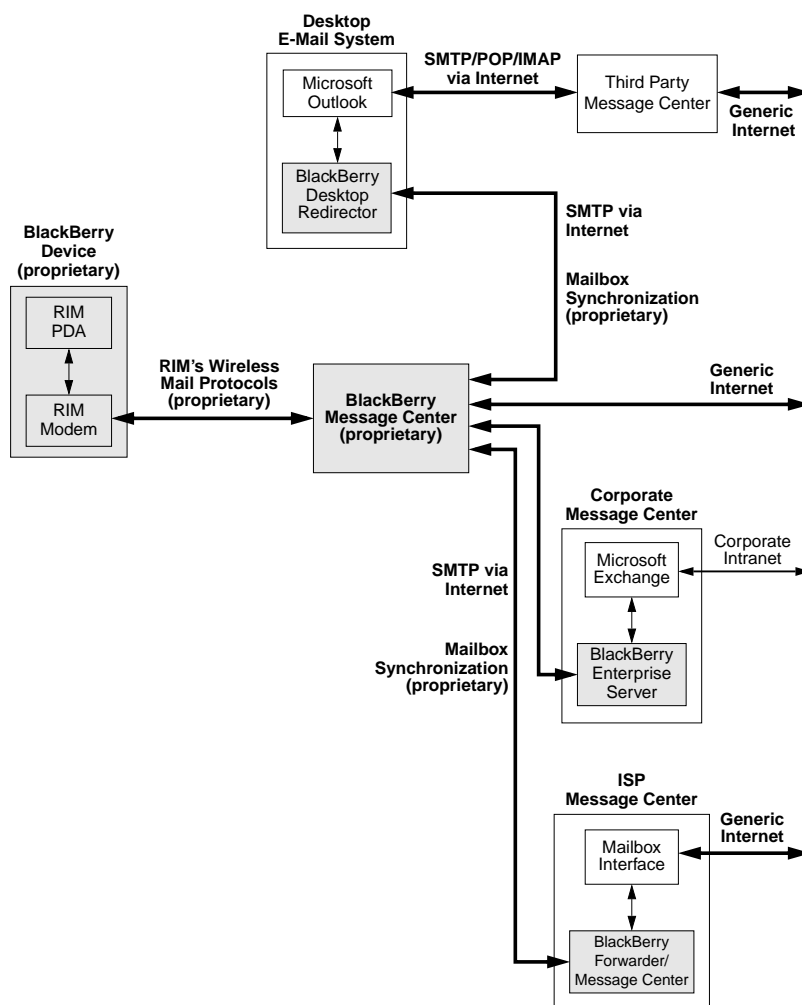 Desktop
E-Mail System
Microsoft
Outlook
BlackBerry
Desktop
Redirector
SMTP/POP/IMAP
via Internet
Third Party
Message Center
Generic
Internet
SMTP via
Internet
Mailbox
Synchronization
(proprietary)
BlackBerry
Device
(proprietary)
RIM
PDA
RIM
Modem
RIM's Wireless
Mail Protocols
(proprietary)
BlackBerry
Message Center
(proprietary)
Generic
Internet
Corporate
Message Center
Microsoft
Exchange
BlackBerry
Enterprise
Server
Corporate
Intranet
SMTP via
Internet
Mailbox
Synchronization
(proprietary)
ISP
Message Center
Mailbox
Interface
BlackBerry
Forwarder/
Message Center
Generic
Internet